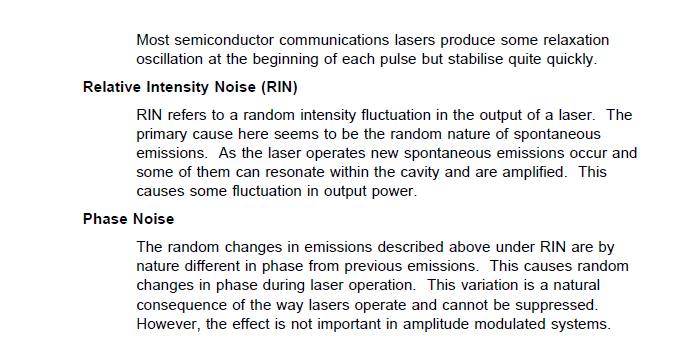 Most semiconductor communications lasers produce some relaxation
oscillation at the beginning of each pulse but stabilise quite quickly.
Relative Intensity Noise (RIN)
RIN refers to a random intensity fluctuation in the output of a laser. The
primary cause here seems to be the random nature of spontaneous
emissions. As the laser operates new spontaneous emissions occur and
some of them can resonate within the cavity and are amplified. This
causes some fluctuation in output power.
Phase Noise
The random changes in emissions described above under RIN are by
nature different in phase from previous emissions. This causes random
changes in phase during laser operation. This variation is a natural
consequence of the way lasers operate and cannot be suppressed.
However, the effect is not important in amplitude modulated systems.